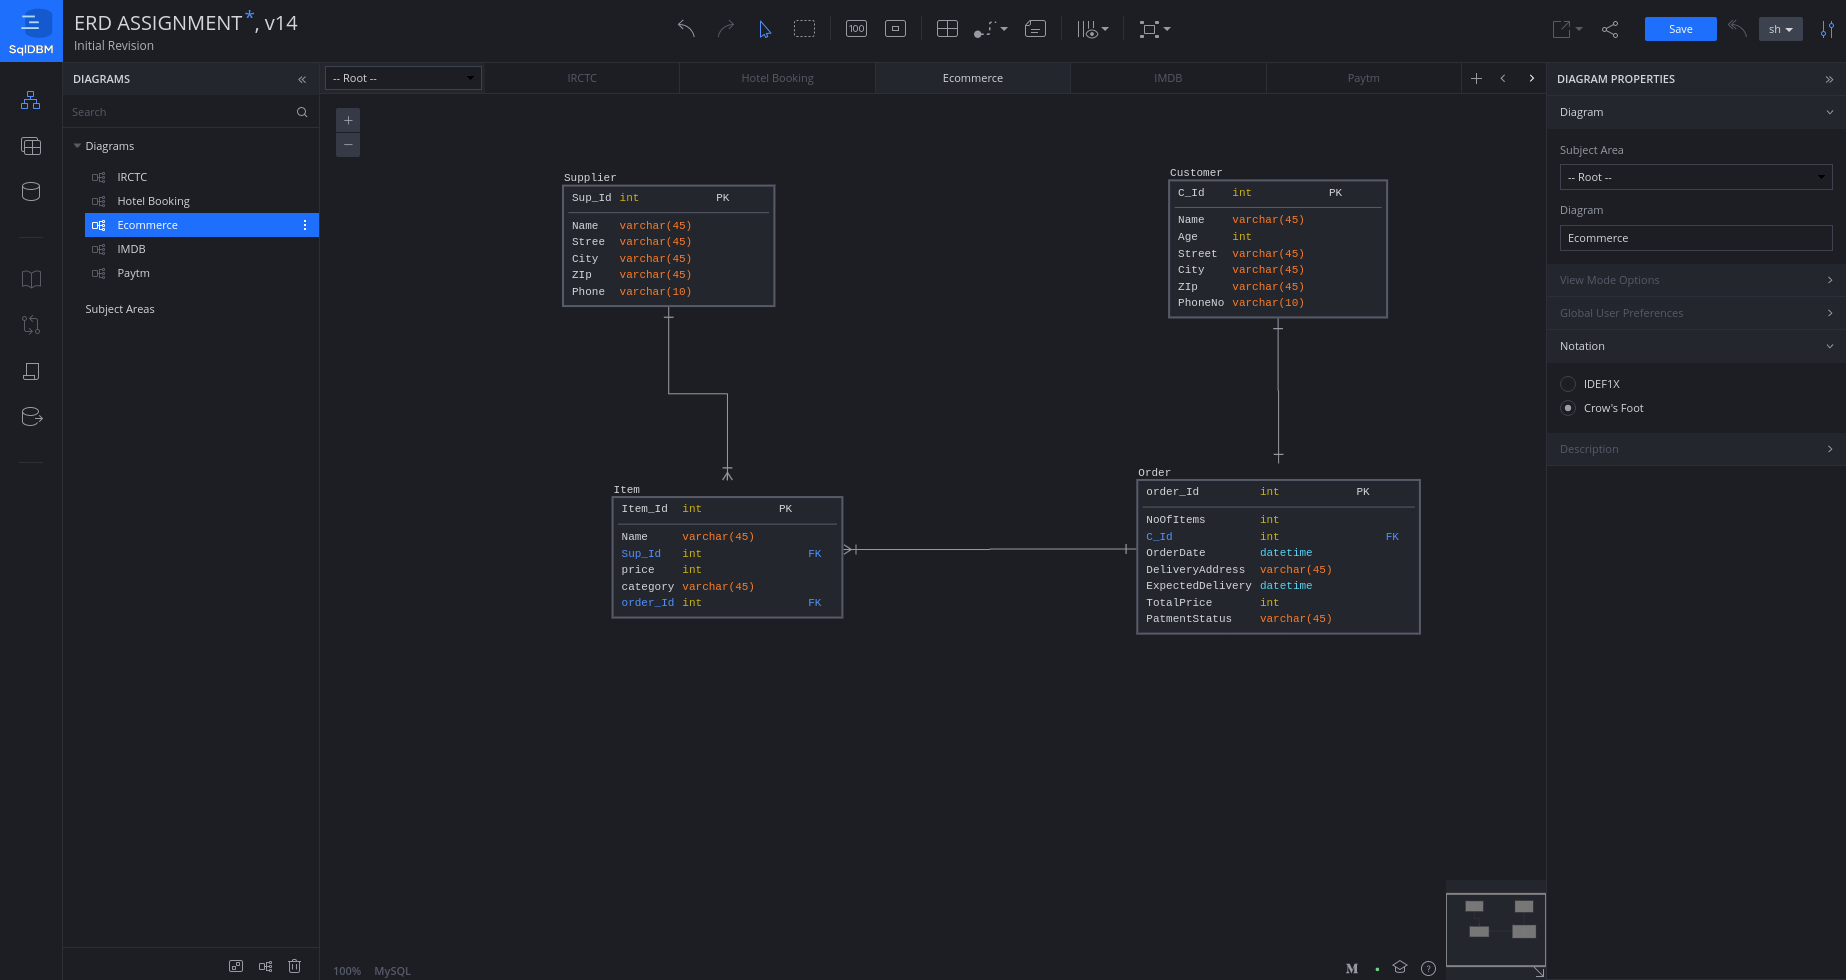 SqlDBM
ERD ASSIGNMENT*, v14
Initial Revision
100
Save
sh
DIAGRAMS
Search
Diagrams
IRCTC
Hotel Booking
Ecommerce
IMDB
Paytm
Subject Areas
-- Root --
IRCTC
Hotel Booking
Ecommerce
IMDB
Paytm
+
−
Supplier
Sup_Id int PK
Name varchar(45)
Stree varchar(45)
City varchar(45)
ZIp varchar(45)
Phone varchar(10)
Customer
C_Id int PK
Name varchar(45)
Age int
Street varchar(45)
City varchar(45)
ZIp varchar(45)
PhoneNo varchar(10)
Item
Item_Id int PK
Name varchar(45)
Sup_Id int FK
price int
category varchar(45)
order_Id int FK
Order
order_Id int PK
NoOfItems int
C_Id int FK
OrderDate datetime
DeliveryAddress varchar(45)
ExpectedDelivery datetime
TotalPrice int
PatmentStatus varchar(45)
100% MySQL
M
?
DIAGRAM PROPERTIES
Diagram
Subject Area
-- Root --
Diagram
Ecommerce
View Mode Options
Global User Preferences
Notation
IDEF1X
Crow's Foot
Description